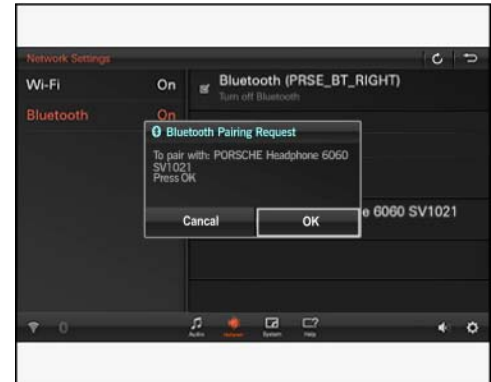 Network Settings
Wi-Fi On
Bluetooth (PRSE_BT_RIGHT)
Turn off Bluetooth
Bluetooth On
Bluetooth Pairing Request
To pair with: PORSCHE Headphone 6060
SV1021
Press OK
Cancal OK
e 6060 SV1021
Audio Network System Help